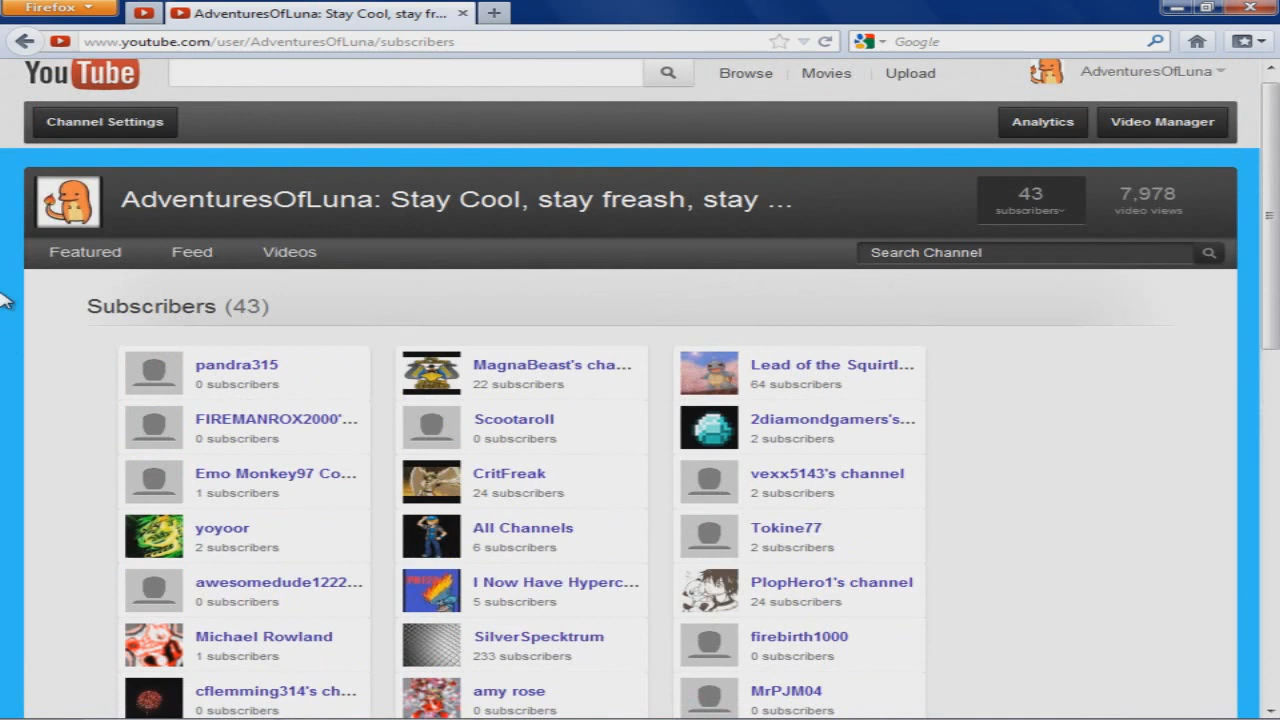 Firefox
AdventuresOfLuna: Stay Cool, stay fr...
www.youtube.com/user/AdventuresOfLuna/subscribers
Google
YouTube
Browse
Movies
Upload
AdventuresOfLuna
Channel Settings
Analytics
Video Manager
AdventuresOfLuna: Stay Cool, stay freash, stay ...
43
subscribers
7,978
video views
Featured
Feed
Videos
Search Channel
Subscribers (43)
pandra315
0 subscribers
MagnaBeast's cha...
22 subscribers
Lead of the Squirtl...
64 subscribers
FIREMANROX2000'...
0 subscribers
Scootaroll
0 subscribers
2diamondgamers's...
2 subscribers
Emo Monkey97 Co...
1 subscribers
CritFreak
24 subscribers
vexx5143's channel
2 subscribers
yoyoor
2 subscribers
All Channels
6 subscribers
Tokine77
2 subscribers
awesomedude1222...
0 subscribers
I Now Have Hyperc...
5 subscribers
PlopHero1's channel
24 subscribers
Michael Rowland
1 subscribers
SilverSpecktrum
233 subscribers
firebirth1000
0 subscribers
cflemming314's ch...
0 subscribers
amy rose
0 subscribers
MrPJM04
0 subscribers